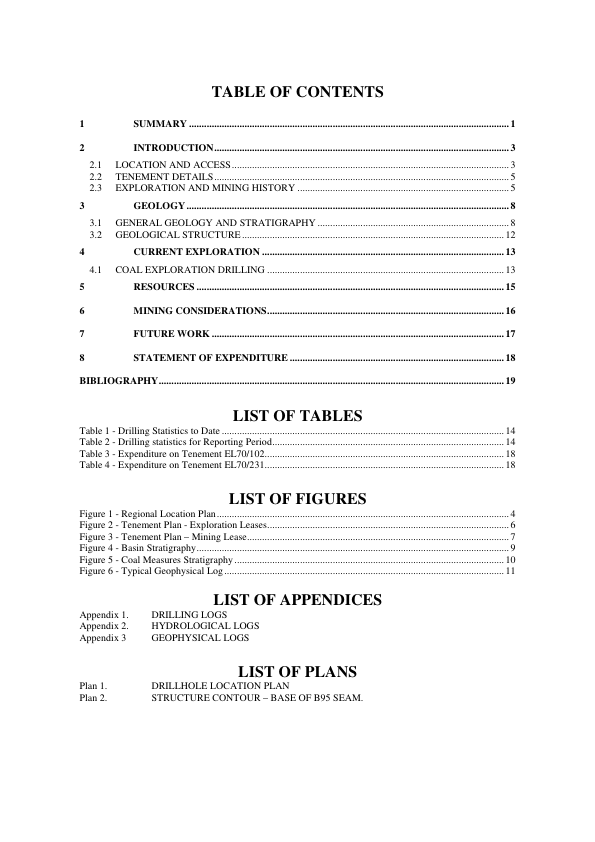 TABLE OF CONTENTS
1 SUMMARY 1
2 INTRODUCTION 3
2.1 LOCATION AND ACCESS 3
2.2 TENEMENT DETAILS 5
2.3 EXPLORATION AND MINING HISTORY 5
3 GEOLOGY 8
3.1 GENERAL GEOLOGY AND STRATIGRAPHY 8
3.2 GEOLOGICAL STRUCTURE 12
4 CURRENT EXPLORATION 13
4.1 COAL EXPLORATION DRILLING 13
5 RESOURCES 15
6 MINING CONSIDERATIONS 16
7 FUTURE WORK 17
8 STATEMENT OF EXPENDITURE 18
BIBLIOGRAPHY 19
LIST OF TABLES
Table 1 - Drilling Statistics to Date 14
Table 2 - Drilling statistics for Reporting Period 14
Table 3 - Expenditure on Tenement EL70/102 18
Table 4 - Expenditure on Tenement EL70/231 18
LIST OF FIGURES
Figure 1 - Regional Location Plan 4
Figure 2 - Tenement Plan - Exploration Leases 6
Figure 3 - Tenement Plan – Mining Lease 7
Figure 4 - Basin Stratigraphy 9
Figure 5 - Coal Measures Stratigraphy 10
Figure 6 - Typical Geophysical Log 11
LIST OF APPENDICES
Appendix 1. DRILLING LOGS
Appendix 2. HYDROLOGICAL LOGS
Appendix 3 GEOPHYSICAL LOGS
LIST OF PLANS
Plan 1. DRILLHOLE LOCATION PLAN
Plan 2. STRUCTURE CONTOUR – BASE OF B95 SEAM.